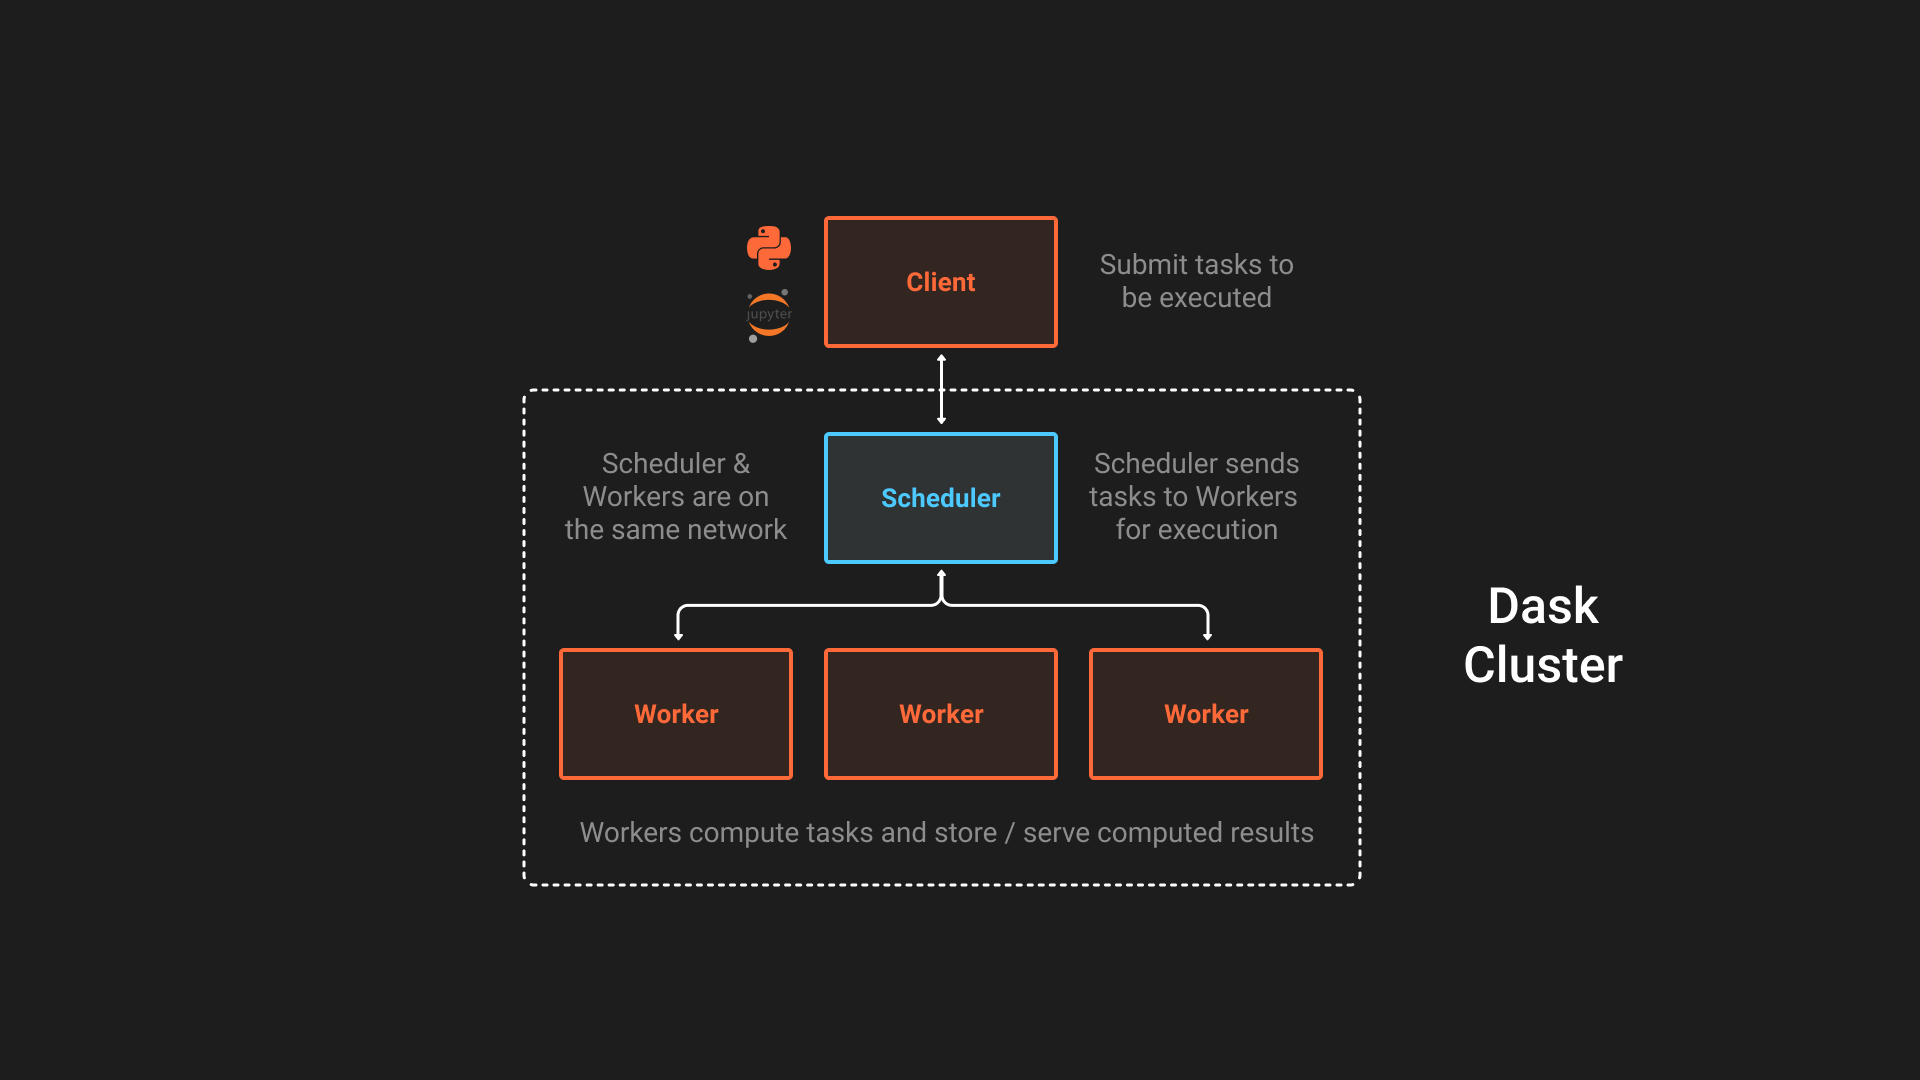 Client
jupyter
Submit tasks to
be executed
Scheduler &
Workers are on
the same network
Scheduler
Scheduler sends
tasks to Workers
for execution
Worker
Worker
Worker
Workers compute tasks and store / serve computed results
Dask
Cluster